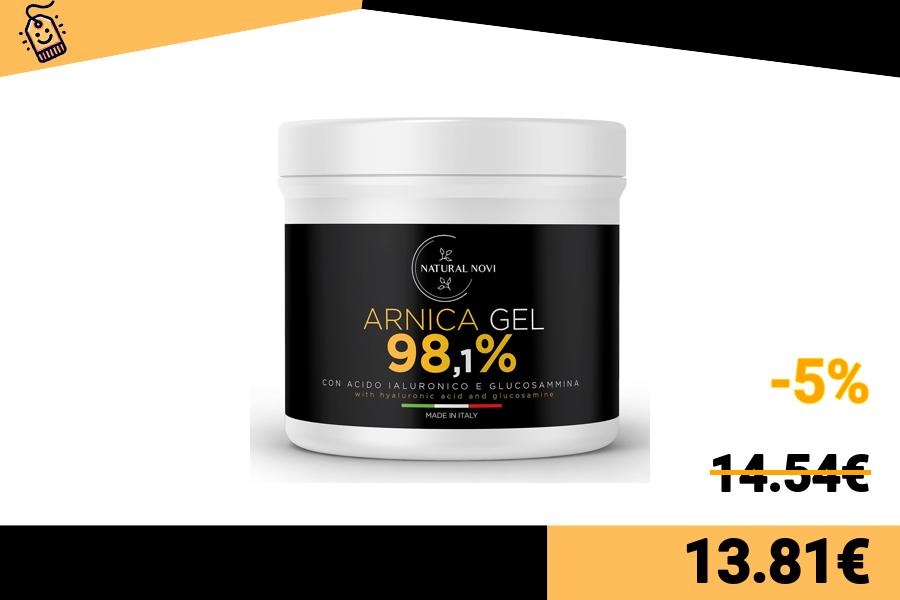 NATURAL NOVI
ARNICA GEL
98,1%
CON ACIDO IALURONICO E GLUCOSAMMINA
with hyaluronic acid and glucosamine
MADE IN ITALY
-5%
14.54€
13.81€